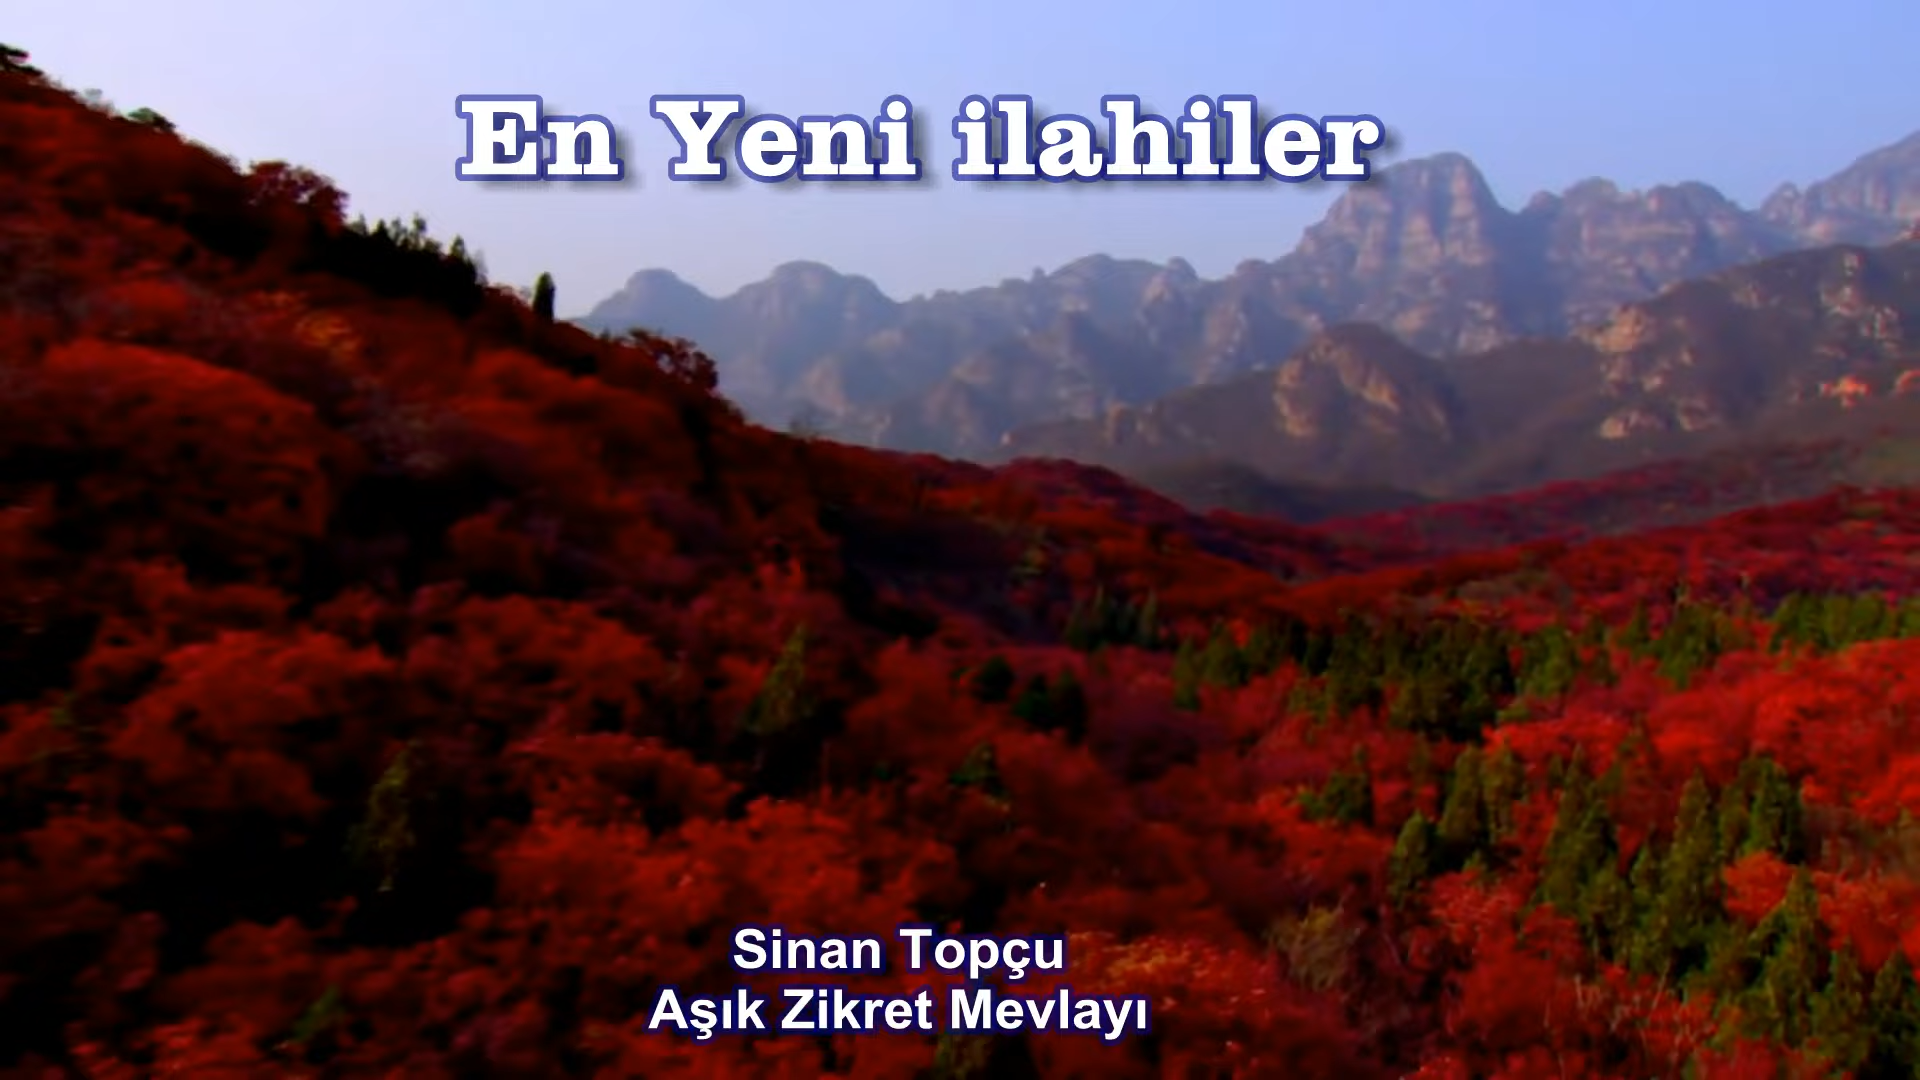 En Yeni ilahiler
Sinan Topçu
Aşık Zikret Mevlayı